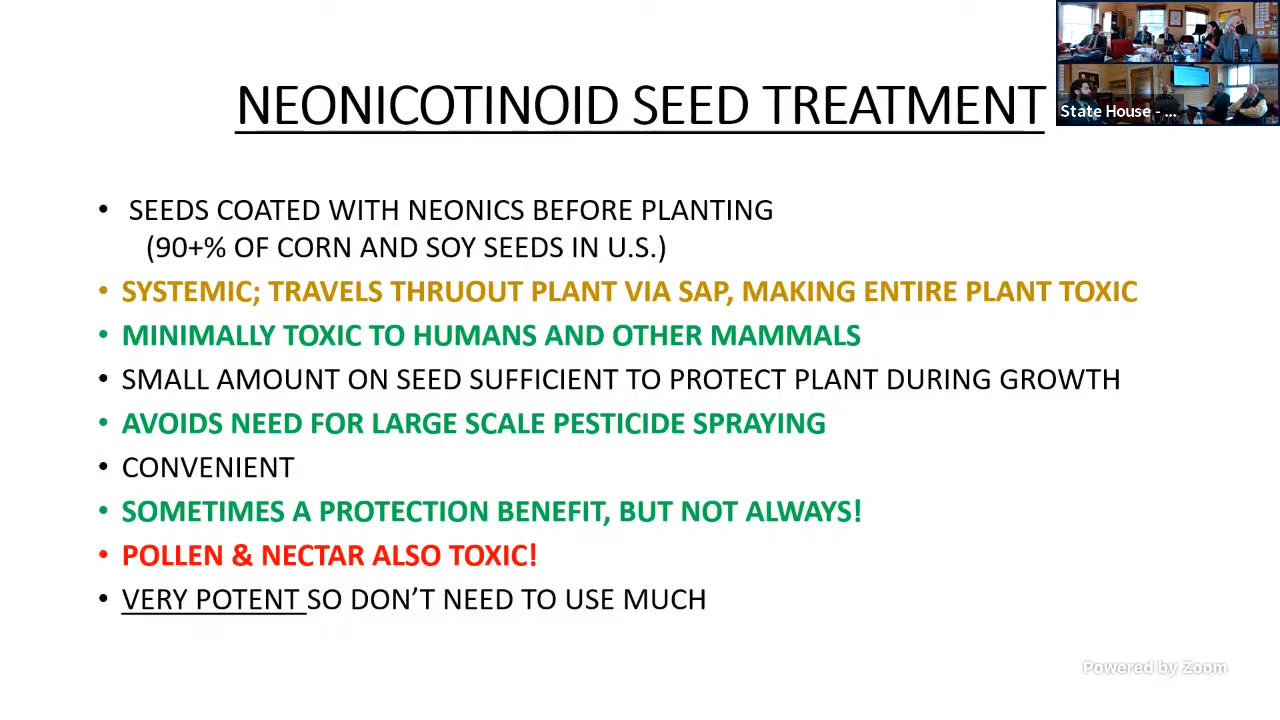 NEONICOTINOID SEED TREATMENT
State House - ...
• SEEDS COATED WITH NEONICS BEFORE PLANTING
(90+% OF CORN AND SOY SEEDS IN U.S.)
• SYSTEMIC; TRAVELS THRUOUT PLANT VIA SAP, MAKING ENTIRE PLANT TOXIC
• MINIMALLY TOXIC TO HUMANS AND OTHER MAMMALS
• SMALL AMOUNT ON SEED SUFFICIENT TO PROTECT PLANT DURING GROWTH
• AVOIDS NEED FOR LARGE SCALE PESTICIDE SPRAYING
• CONVENIENT
• SOMETIMES A PROTECTION BENEFIT, BUT NOT ALWAYS!
• POLLEN & NECTAR ALSO TOXIC!
• VERY POTENT SO DON’T NEED TO USE MUCH
Powered by Zoom